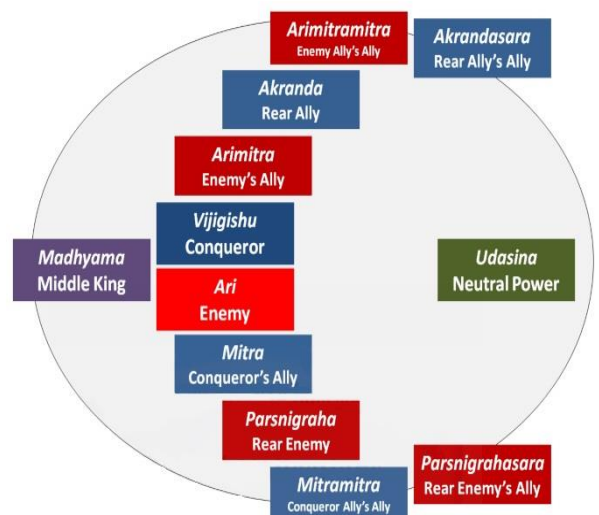 Arimitramitra
Enemy Ally's Ally
Akrandasara
Rear Ally's Ally
Akranda
Rear Ally
Arimitra
Enemy's Ally
Vijigishu
Conqueror
Madhyama
Middle King
Udasina
Neutral Power
Ari
Enemy
Mitra
Conqueror's Ally
Parsnigraha
Rear Enemy
Parsnigrahasara
Rear Enemy's Ally
Mitramitra
Conqueror Ally's Ally